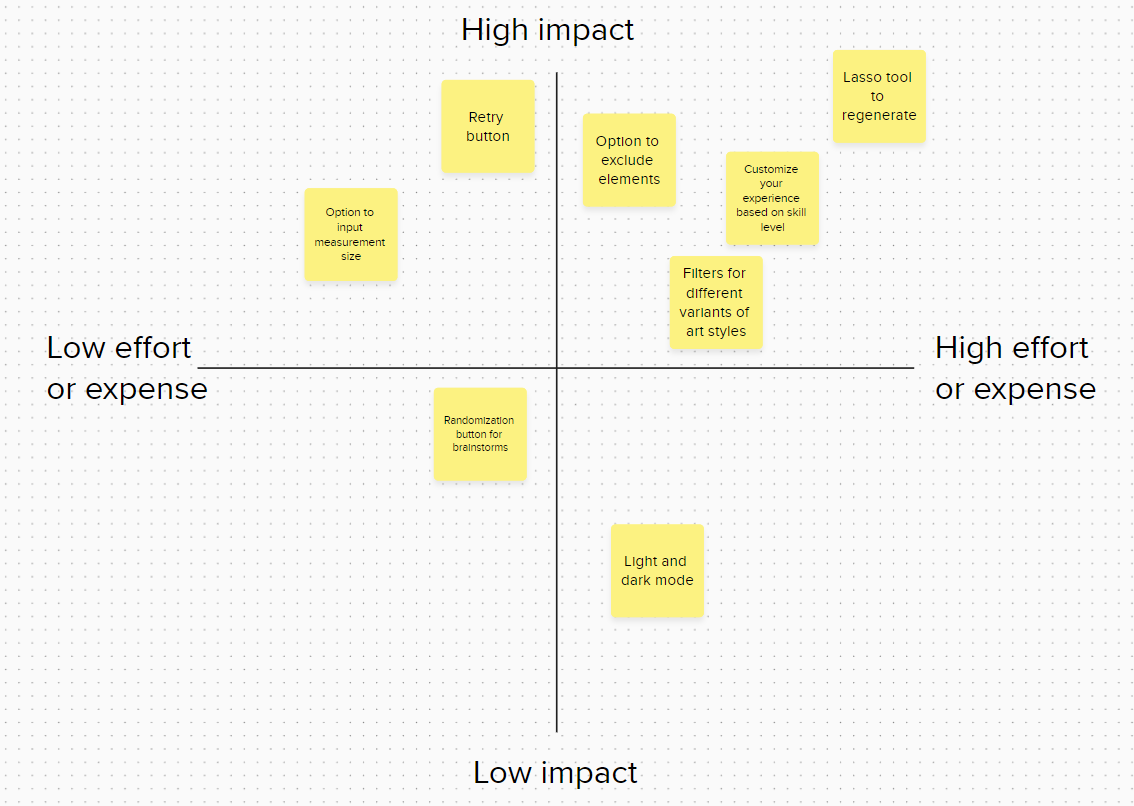 High impact
Lasso tool
to
regenerate
Retry
button
Option to
exclude
elements
Customize
your
experience
based on skill
level
Option to
input
measurement
size
Filters for
different
variants of
art styles
Low effort
or expense
High effort
or expense
Randomization
button for
brainstorms
Light and
dark mode
Low impact